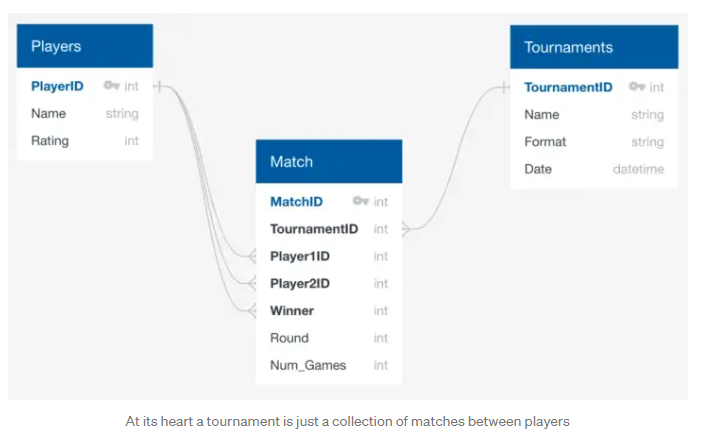 Players
PlayerID int
Name string
Rating int
Tournaments
TournamentID int
Name string
Format string
Date datetime
Match
MatchID int
TournamentID int
Player1ID int
Player2ID int
Winner int
Round int
Num_Games int
At its heart a tournament is just a collection of matches between players